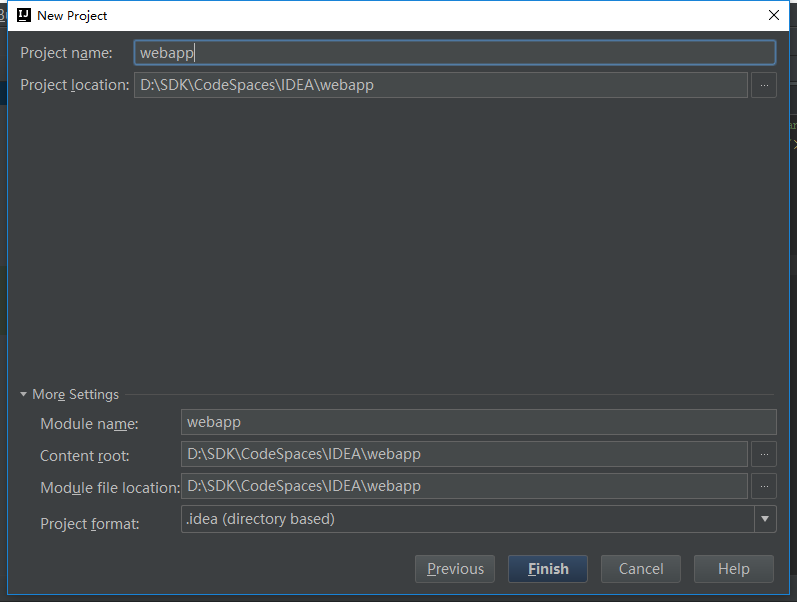 New Project
Project name: webapp
Project location: D:\SDK\CodeSpaces\IDEA\webapp ...
More Settings
Module name: webapp
Content root: D:\SDK\CodeSpaces\IDEA\webapp ...
Module file location: D:\SDK\CodeSpaces\IDEA\webapp ...
Project format: .idea (directory based)
Previous Finish Cancel Help